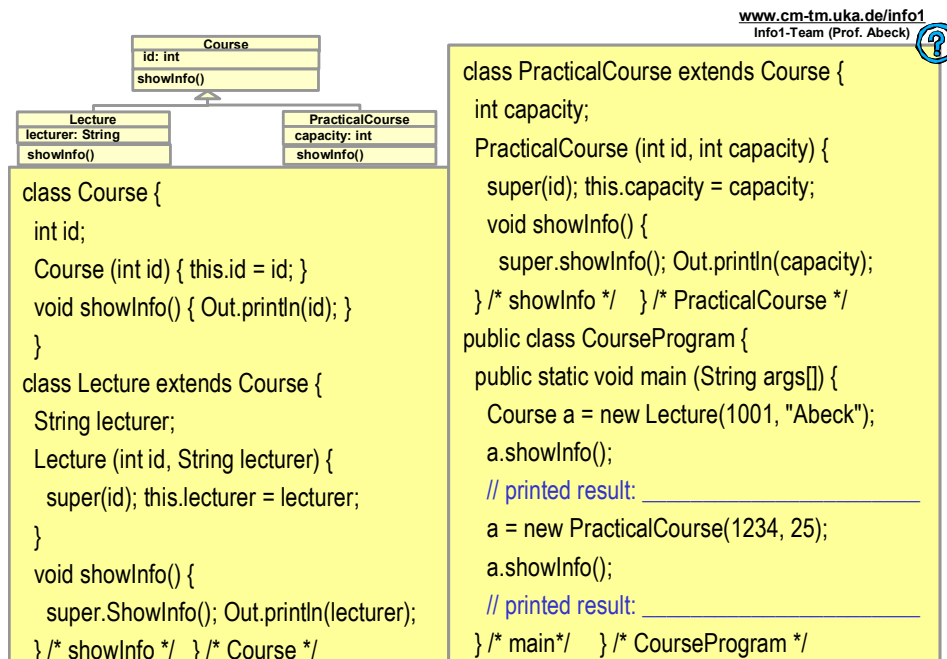 www.cm-tm.uka.de/info1
Info1-Team (Prof. Abeck)
?
Course
id: int
showInfo()
Lecture
lecturer: String
showInfo()
PracticalCourse
capacity: int
showInfo()
class Course {
int id;
Course (int id) { this.id = id; }
void showInfo() { Out.println(id); }
}
class Lecture extends Course {
String lecturer;
Lecture (int id, String lecturer) {
super(id); this.lecturer = lecturer;
}
void showInfo() {
super.ShowInfo(); Out.println(lecturer);
} /* showInfo */ } /* Course */
class PracticalCourse extends Course {
int capacity;
PracticalCourse (int id, int capacity) {
super(id); this.capacity = capacity;
void showInfo() {
super.showInfo(); Out.println(capacity);
} /* showInfo */ } /* PracticalCourse */
public class CourseProgram {
public static void main (String args[]) {
Course a = new Lecture(1001, "Abeck");
a.showInfo();
// printed result: _______________________
a = new PracticalCourse(1234, 25);
a.showInfo();
// printed result: _______________________
} /* main*/ } /* CourseProgram */